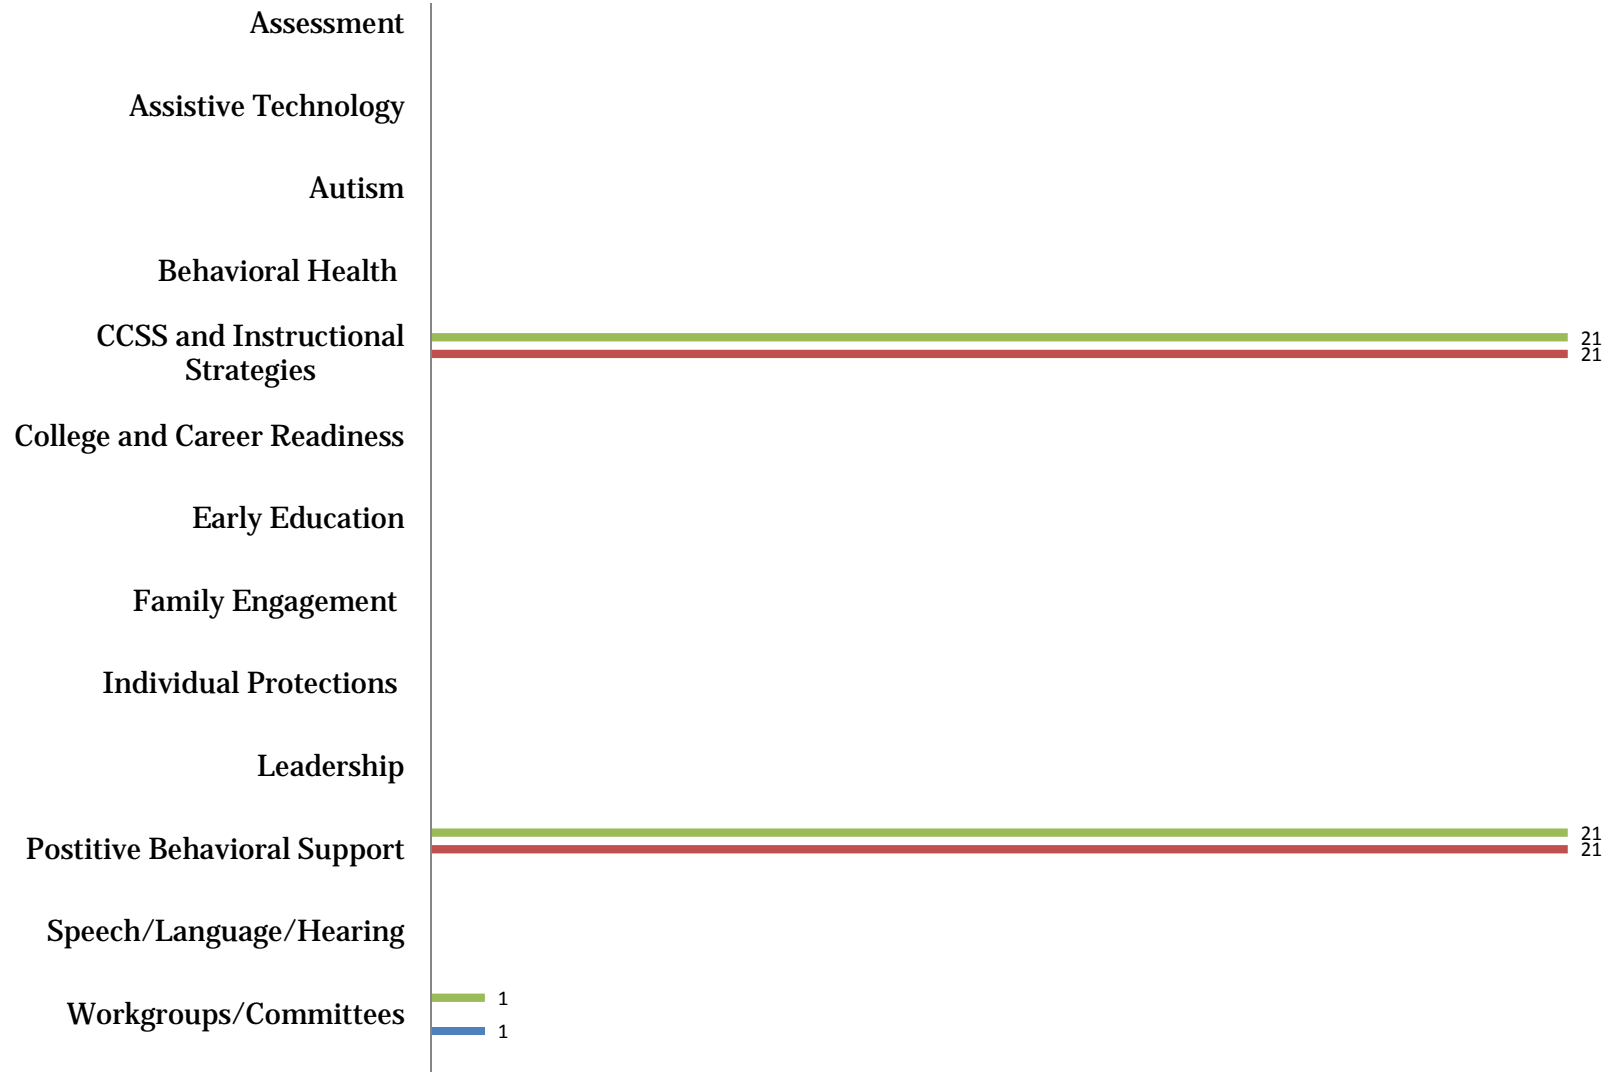 Assessment
Assistive Technology
Autism
Behavioral Health
CCSS and Instructional
Strategies
21
21
College and Career Readiness
Early Education
Family Engagement
Individual Protections
Leadership
Postitive Behavioral Support
21
21
Speech/Language/Hearing
Workgroups/Committees
1
1